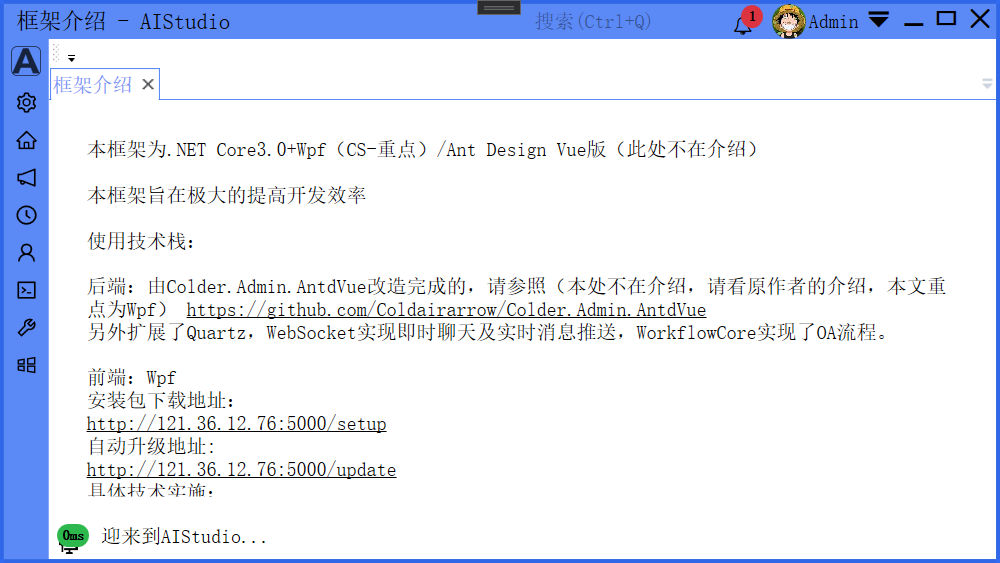 框架介绍 - AIStudio
搜索(Ctrl+Q)
1
Admin
A
框架介绍
本框架为.NET Core3.0+Wpf（CS-重点）/Ant Design Vue版（此处不在介绍）
本框架旨在极大的提高开发效率
使用技术栈：
后端：由Colder.Admin.AntdVue改造完成的，请参照（本处不在介绍，请看原作者的介绍，本文重
点为Wpf） https://github.com/Coldairarrow/Colder.Admin.AntdVue
另外扩展了Quartz，WebSocket实现即时聊天及实时消息推送，WorkflowCore实现了OA流程。
前端：Wpf
安装包下载地址：
http://121.36.12.76:5000/setup
自动升级地址:
http://121.36.12.76:5000/update
具体技术实施：
0ms
迎来到AIStudio...